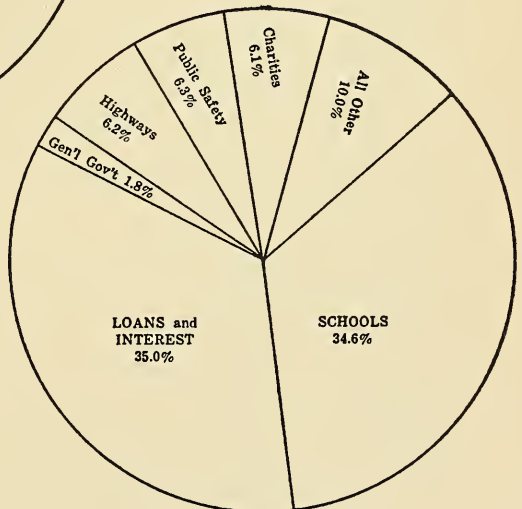 Charities
6.1%
All Other
10.0%
Public Safety
6.3%
Highways
6.2%
Gen'l Gov't 1.8%
LOANS and
INTEREST
35.0%
SCHOOLS
34.6%